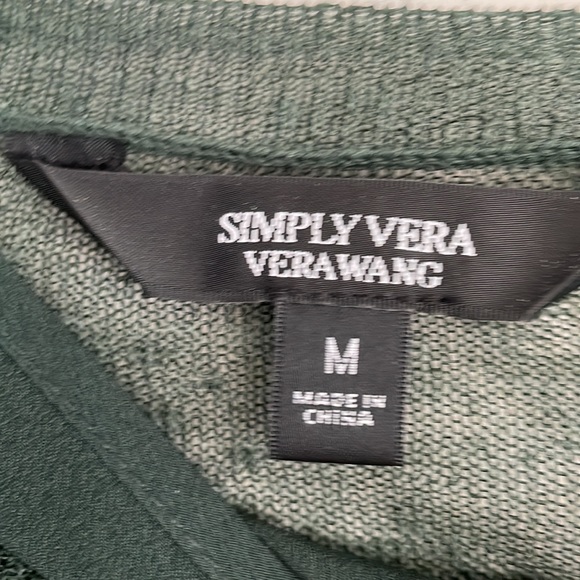 SIMPLY VERA
VERA WANG
M
MADE IN
CHINA